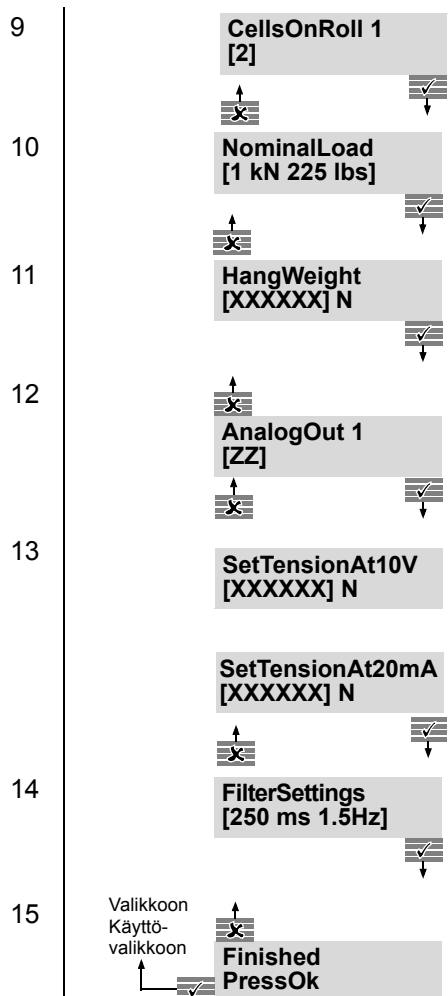 9
CellsOnRoll 1
[2]
10
NominalLoad
[1 kN 225 lbs]
11
HangWeight
[XXXXXX] N
12
AnalogOut 1
[ZZ]
13
SetTensionAt10V
[XXXXXX] N
SetTensionAt20mA
[XXXXXX] N
14
FilterSettings
[250 ms 1.5Hz]
15
Valikkoon
Käyttö-
valikkoon
Finished
PressOk